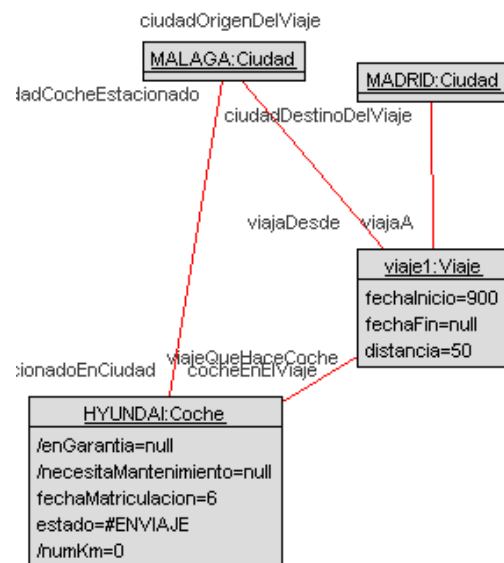 ciudadOrigenDelViaje
MALAGA:Ciudad
MADRID:Ciudad
dadCocheEstacionado
ciudadDestinoDelViaje
viajaDesde
viajaA
viaje1:Viaje
fechaInicio=900
fechaFin=null
distancia=50
viajeQueHaceCoche
cionadoEnCiudad
cocheEnElViaje
HYUNDAI:Coche
/enGarantia=null
/necesitaMantenimiento=null
fechaMatriculacion=6
estado=#ENVIAJE
/numKm=0